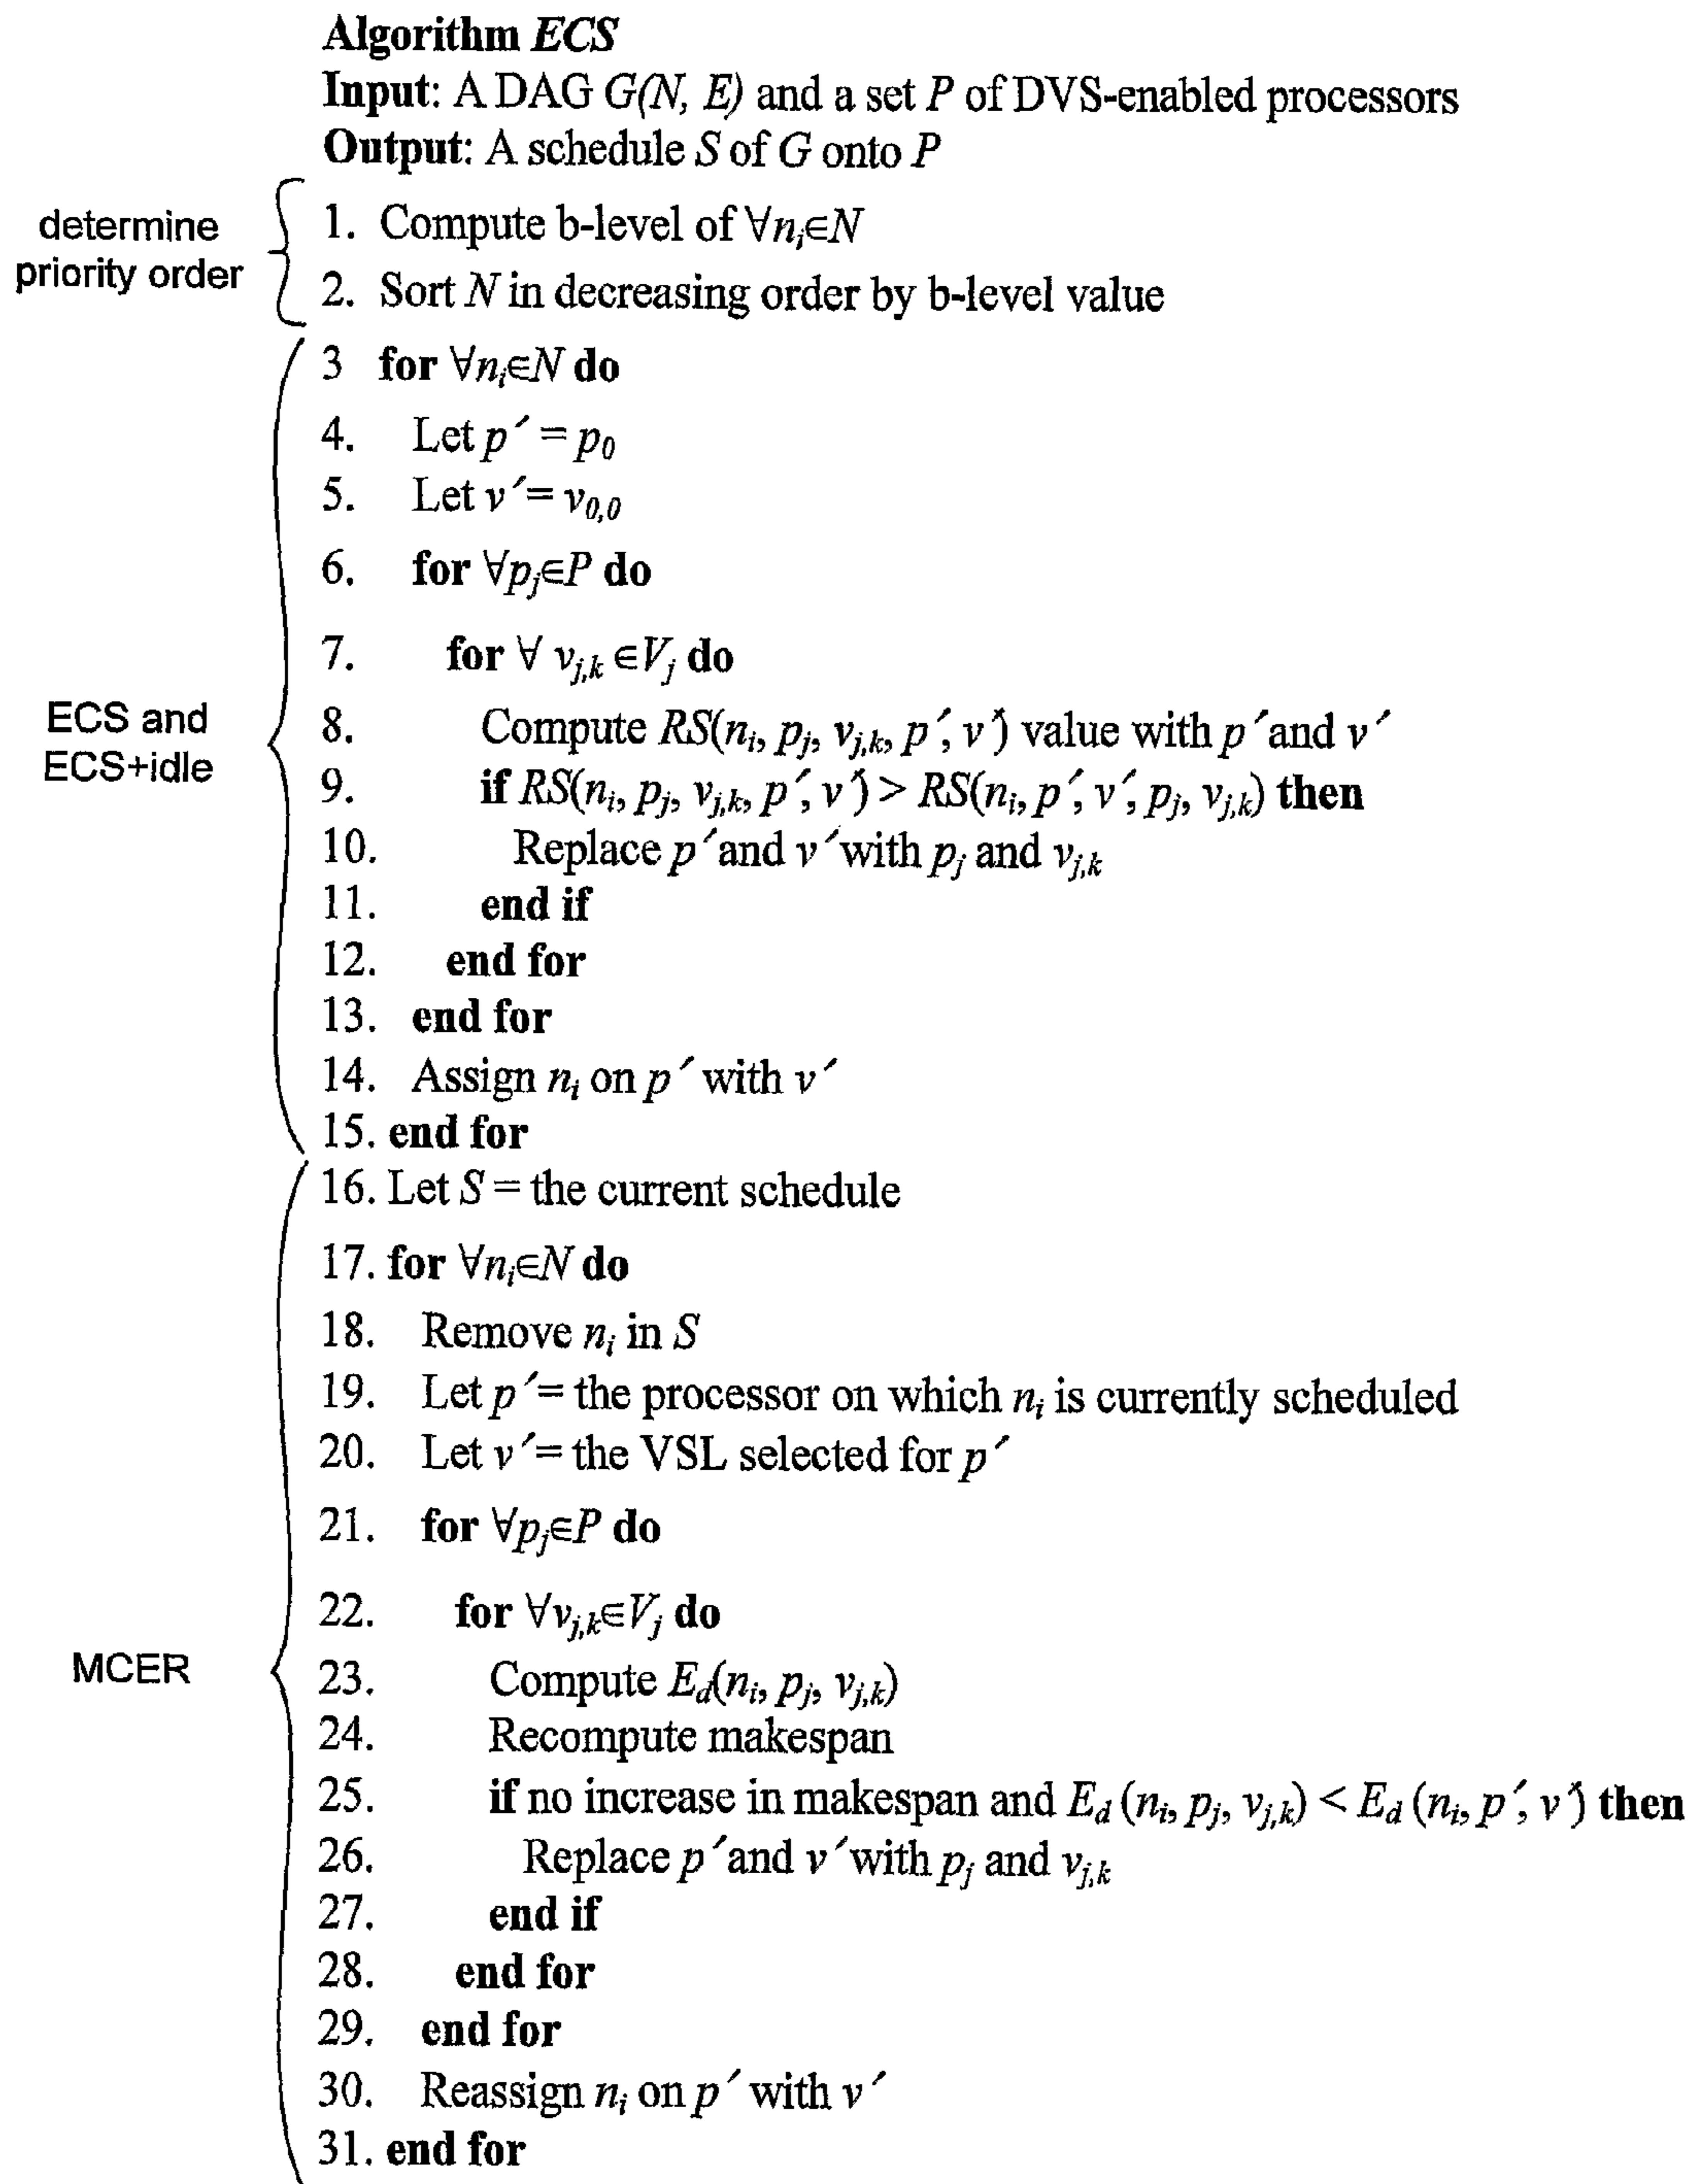 Algorithm ECS
Input: A DAG G(N, E) and a set P of DVS-enabled processors
Output: A schedule S of G onto P
determine
priority order
1. Compute b-level of ∀nᵢ∈N
2. Sort N in decreasing order by b-level value
ECS and
ECS+idle
3 for ∀nᵢ∈N do
4. Let p′ = p₀
5. Let v′= v₀,₀
6. for ∀pⱼ∈P do
7. for ∀ vⱼ,ₖ ∈Vⱼ do
8. Compute RS(nᵢ, pⱼ, vⱼ,ₖ, p′, v′) value with p′ and v′
9. if RS(nᵢ, pⱼ, vⱼ,ₖ, p′, v′) > RS(nᵢ, p′, v′, pⱼ, vⱼ,ₖ) then
10. Replace p′ and v′ with pⱼ and vⱼ,ₖ
11. end if
12. end for
13. end for
14. Assign nᵢ on p′ with v′
15. end for
MCER
16. Let S = the current schedule
17. for ∀nᵢ∈N do
18. Remove nᵢ in S
19. Let p′= the processor on which nᵢ is currently scheduled
20. Let v′= the VSL selected for p′
21. for ∀pⱼ∈P do
22. for ∀vⱼ,ₖ∈Vⱼ do
23. Compute E_d(nᵢ, pⱼ, vⱼ,ₖ)
24. Recompute makespan
25. if no increase in makespan and E_d (nᵢ, pⱼ, vⱼ,ₖ) < E_d (nᵢ, p′, v′) then
26. Replace p′ and v′ with pⱼ and vⱼ,ₖ
27. end if
28. end for
29. end for
30. Reassign nᵢ on p′ with v′
31. end for